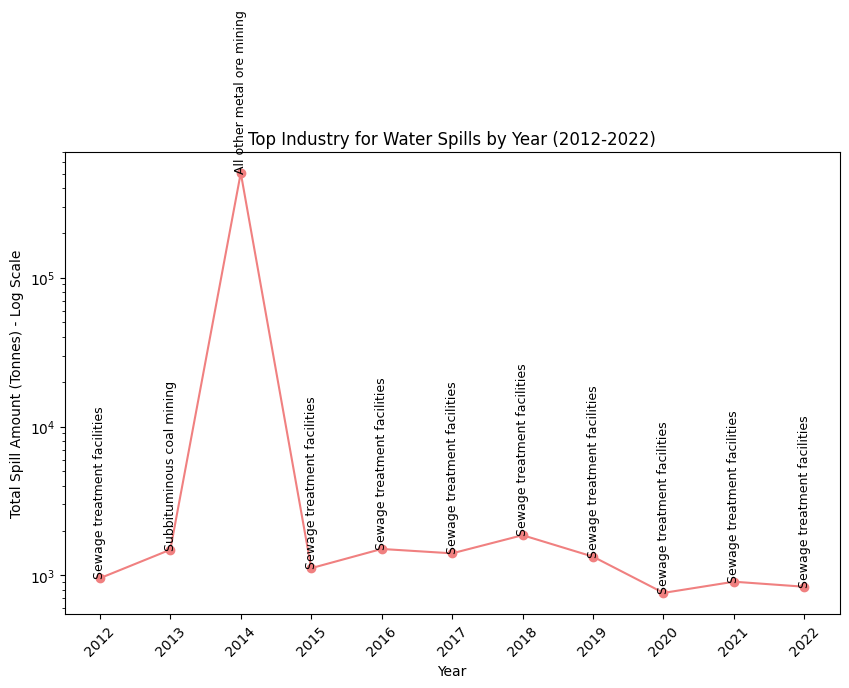 All other metal ore mining
Top Industry for Water Spills by Year (2012-2022)
Total Spill Amount (Tonnes) - Log Scale
10⁵
10⁴
10³
Sewage treatment facilities
Subbituminous coal mining
Sewage treatment facilities
Sewage treatment facilities
Sewage treatment facilities
Sewage treatment facilities
Sewage treatment facilities
Sewage treatment facilities
Sewage treatment facilities
Sewage treatment facilities
2012
2013
2014
2015
2016
2017
2018
2019
2020
2021
2022
Year